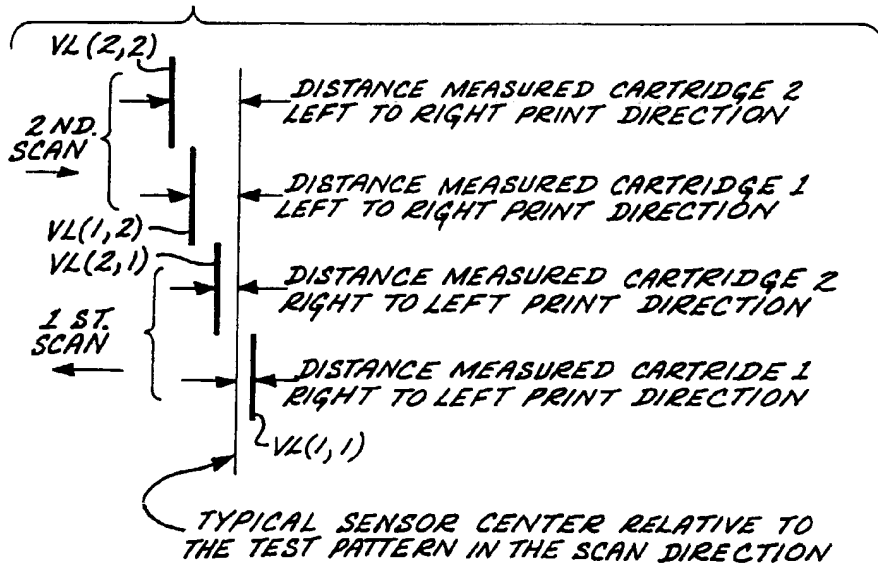 VL(2,2)
DISTANCE MEASURED CARTRIDGE 2
LEFT TO RIGHT PRINT DIRECTION
2 ND.
SCAN
DISTANCE MEASURED CARTRIDGE 1
LEFT TO RIGHT PRINT DIRECTION
VL(1,2)
VL(2,1)
DISTANCE MEASURED CARTRIDGE 2
RIGHT TO LEFT PRINT DIRECTION
1 ST.
SCAN
DISTANCE MEASURED CARTRIDE 1
RIGHT TO LEFT PRINT DIRECTION
VL(1,1)
TYPICAL SENSOR CENTER RELATIVE TO
THE TEST PATTERN IN THE SCAN DIRECTION